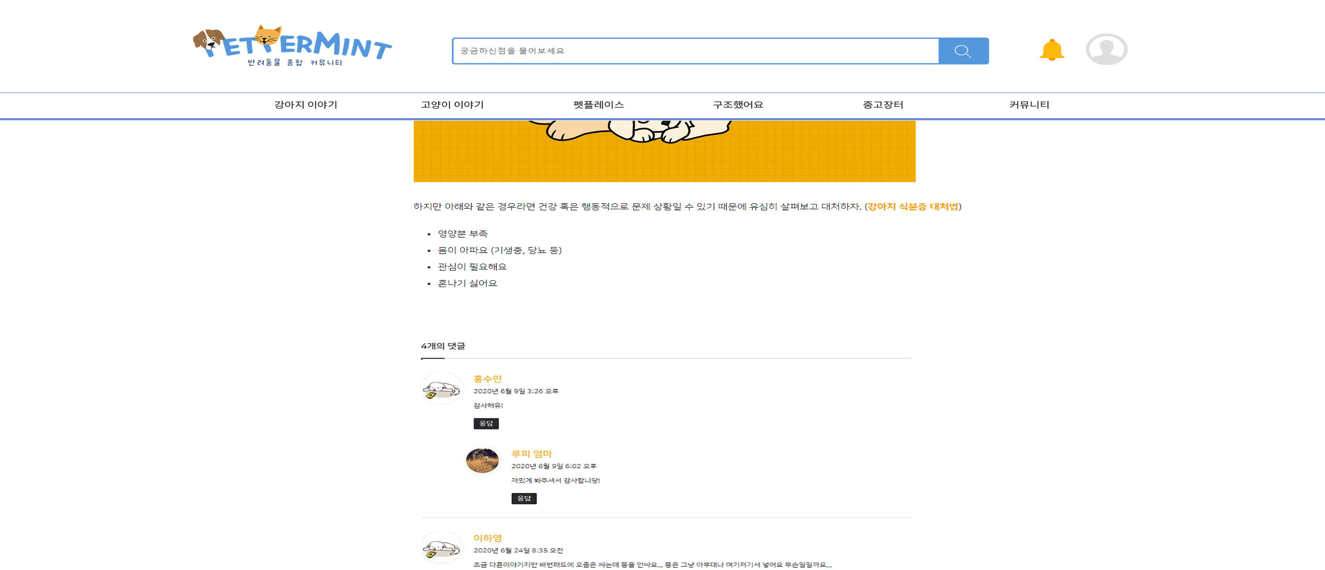 PETTERMINT
반려동물 종합 커뮤니티
궁금하신점을 물어보세요
강아지 이야기 고양이 이야기 펫플레이스 구조했어요 중고장터 커뮤니티
하지만 아래와 같은 경우라면 건강 혹은 행동적으로 문제 상황일 수 있기 때문에 유심히 살펴보고 대처하자. (강아지 식분증 대처법)
• 영양분 부족
• 몸이 아파요 (기생충, 당뇨 등)
• 관심이 필요해요
• 혼나기 싫어요
4개의 댓글
홍수민
2020년 6월 9일 3:26 오후
감사해유!
응답
루피 엄마
2020년 6월 9일 6:02 오후
재밌게 봐주셔서 감사합니당!
응답
이하영
2020년 6월 24일 8:35 오전
조금 다른이야기지만 배변패드에 오줌은 싸는데 똥을 안싸요,,, 똥은 그냥 아무대나 여기저기서 넣어요 무슨일일까요,,,